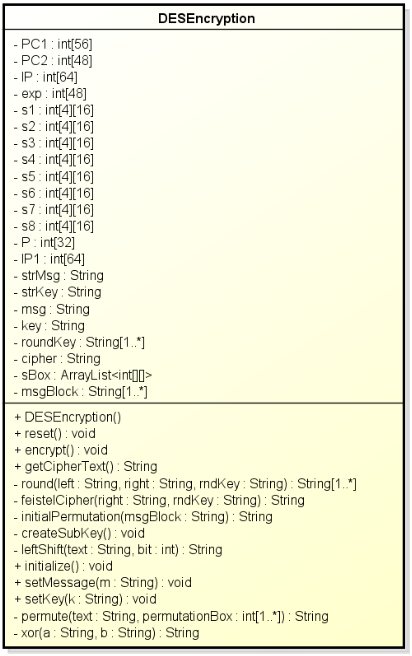 DESEncryption
- PC1 : int[56]
- PC2 : int[48]
- IP : int[64]
- exp : int[48]
- s1 : int[4][16]
- s2 : int[4][16]
- s3 : int[4][16]
- s4 : int[4][16]
- s5 : int[4][16]
- s6 : int[4][16]
- s7 : int[4][16]
- s8 : int[4][16]
- P : int[32]
- IP1 : int[64]
- strMsg : String
- strKey : String
- msg : String
- key : String
- roundKey : String[1..*]
- cipher : String
- sBox : ArrayList<int[][]>
- msgBlock : String[1..*]
+ DESEncryption()
+ reset() : void
+ encrypt() : void
+ getCipherText() : String
- round(left : String, right : String, rndKey : String) : String[1..*]
- feistelCipher(right : String, rndKey : String) : String
- initialPermutation(msgBlock : String) : String
- createSubKey() : void
- leftShift(text : String, bit : int) : String
+ initialize() : void
+ setMessage(m : String) : void
+ setKey(k : String) : void
- permute(text : String, permutationBox : int[1..*]) : String
- xor(a : String, b : String) : String